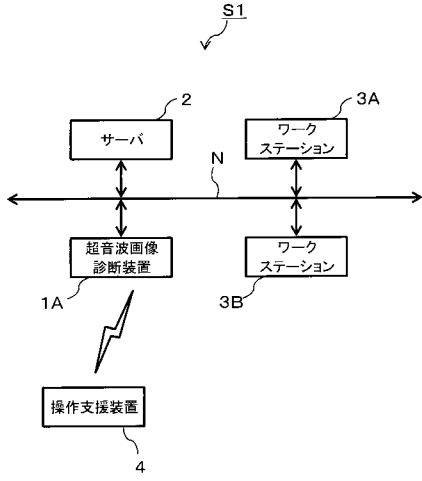 S1
2
3A
サーバ
ワーク
ステーション
N
超音波画像
診断装置
ワーク
ステーション
1A
3B
操作支援装置
4